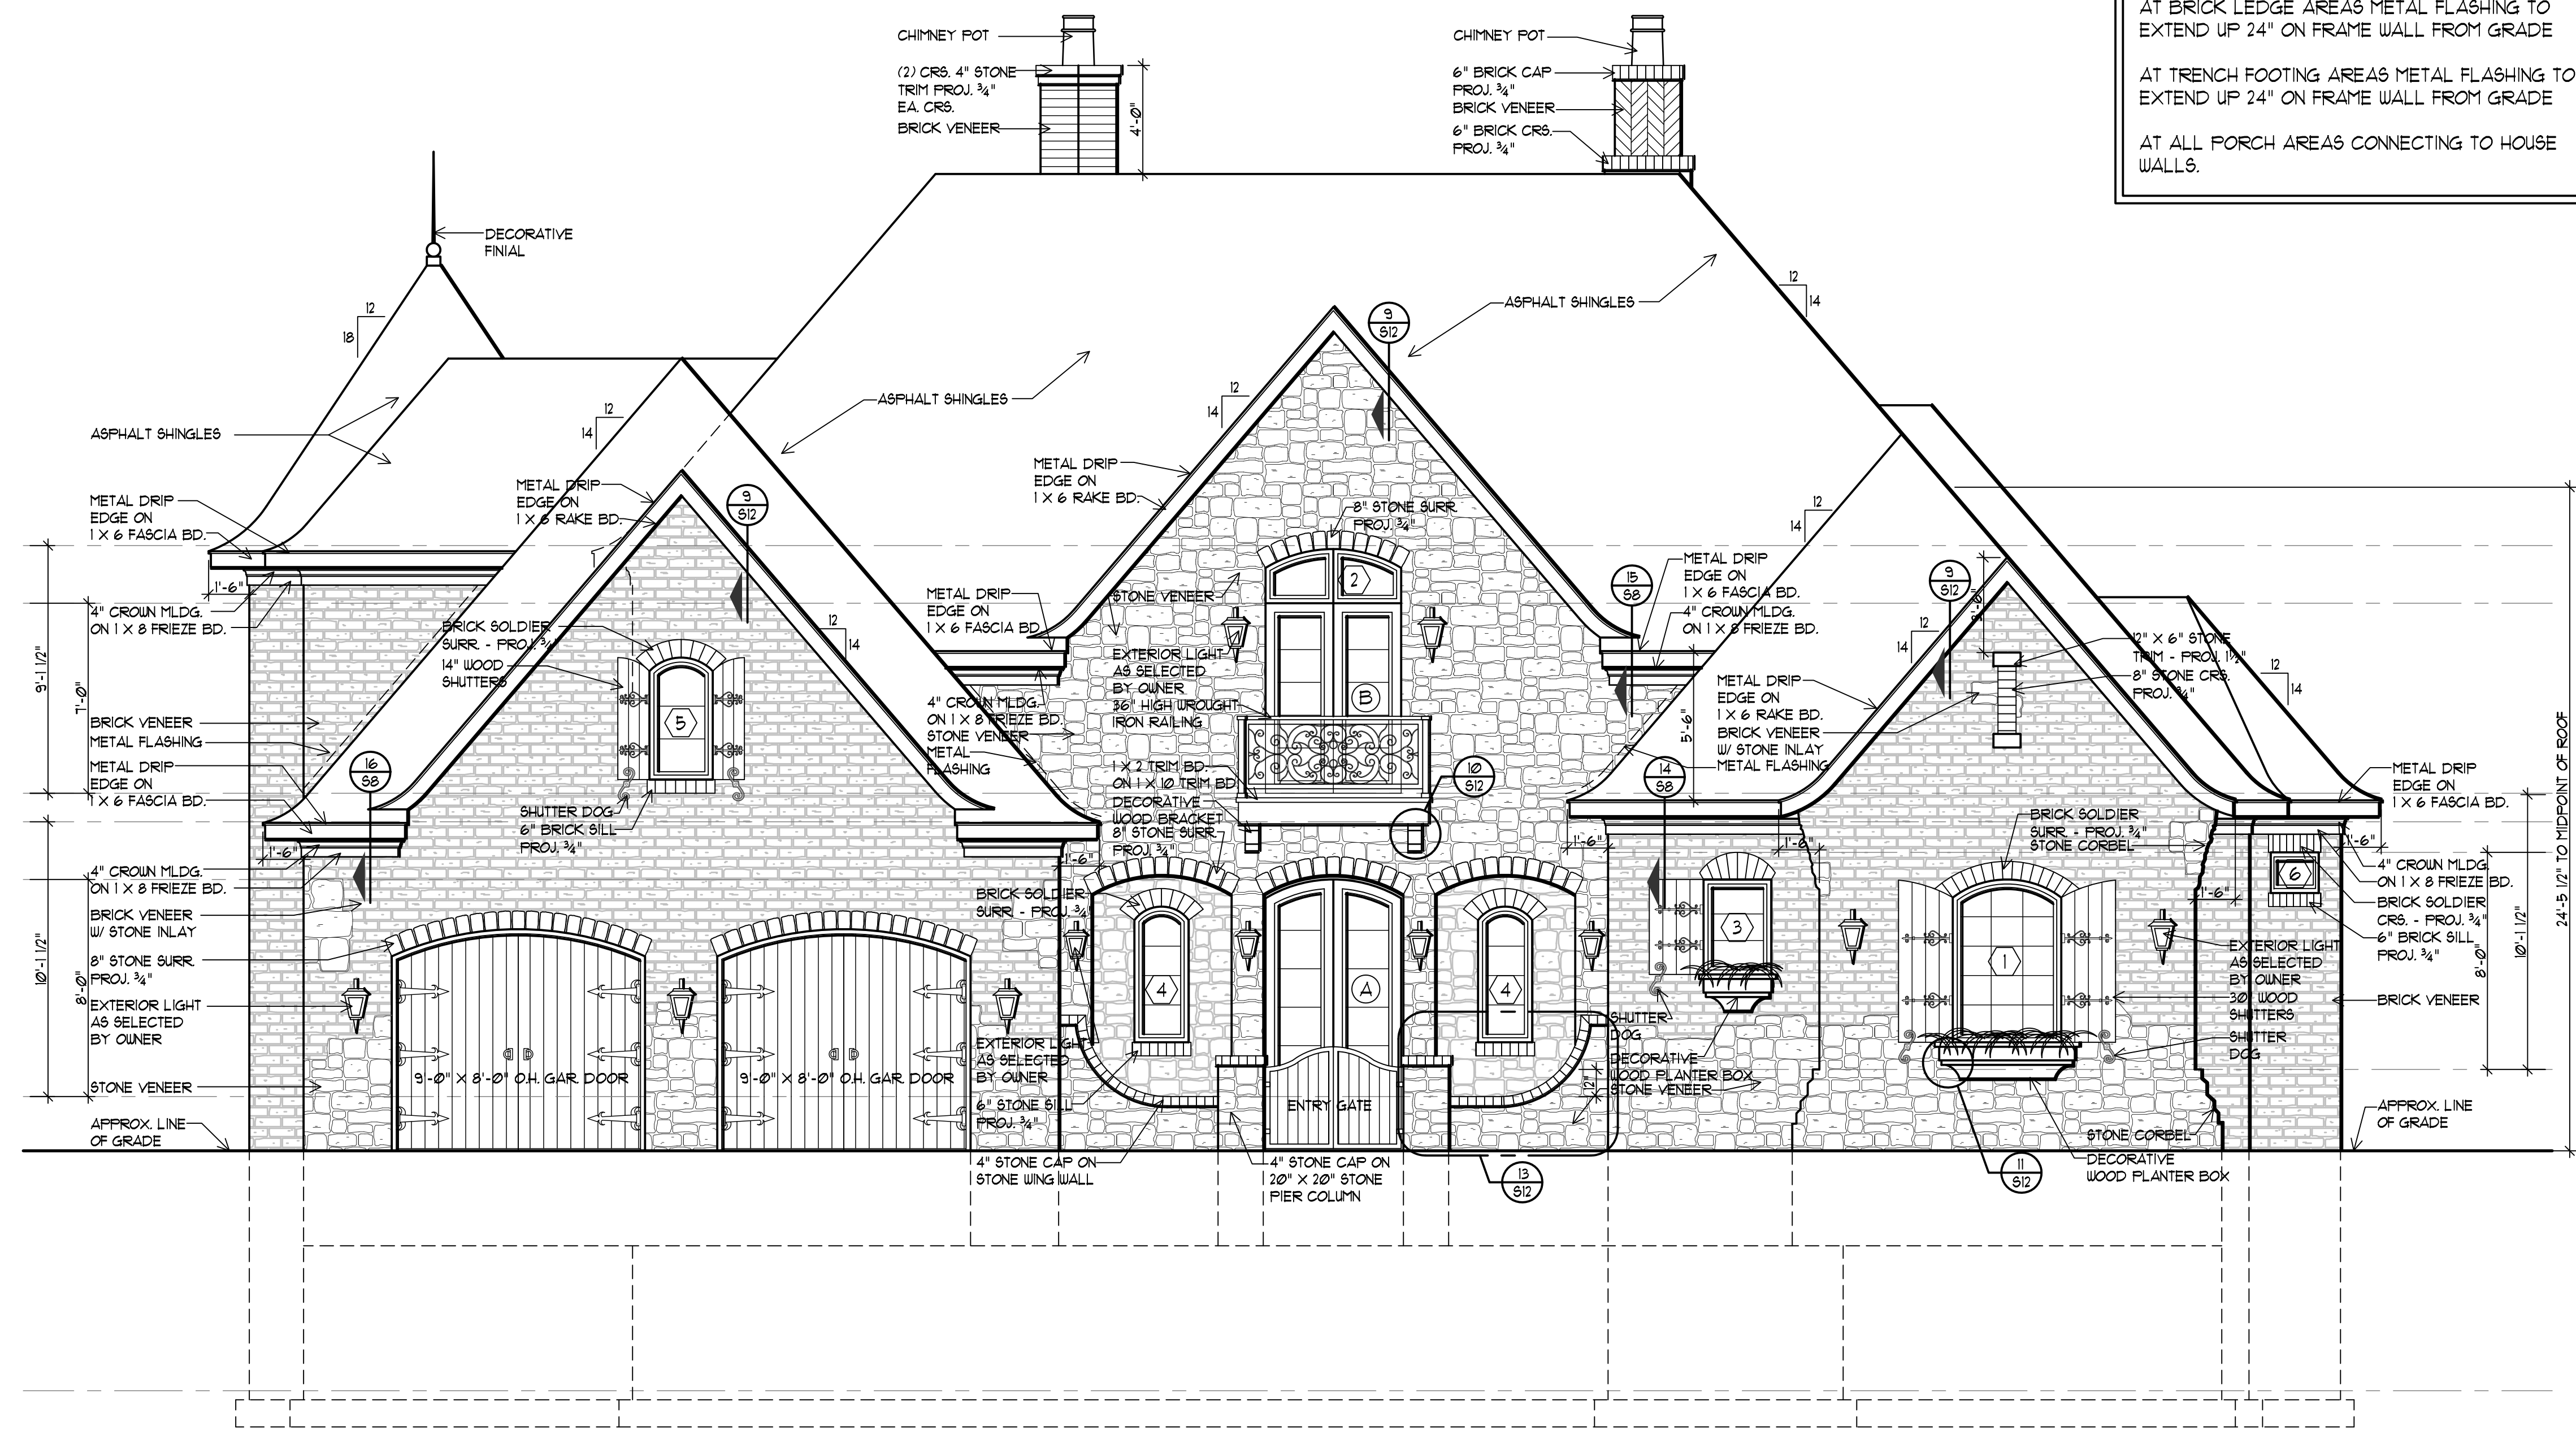 AT BRICK LEDGE AREAS METAL FLASHING TO
EXTEND UP 24" ON FRAME WALL FROM GRADE
AT TRENCH FOOTING AREAS METAL FLASHING TO
EXTEND UP 24" ON FRAME WALL FROM GRADE
AT ALL PORCH AREAS CONNECTING TO HOUSE
WALLS.
CHIMNEY POT
(2) CRS. 4" STONE
TRIM PROJ. ¾"
EA. CRS.
BRICK VENEER
4'-0"
CHIMNEY POT
6" BRICK CAP
PROJ. ¾"
BRICK VENEER
6" BRICK CRS.
PROJ. ¾"
DECORATIVE
FINIAL
12
18
12
14
ASPHALT SHINGLES
9
S12
12
14
ASPHALT SHINGLES
12
14
ASPHALT SHINGLES
METAL DRIP
EDGE ON
1 X 6 FASCIA BD.
METAL DRIP
EDGE ON
1 X 6 RAKE BD.
9
S12
METAL DRIP
EDGE ON
1 X 6 RAKE BD.
8" STONE SURR.
PROJ. ¾"
12
14
1'-6"
4" CROWN MLDG.
ON 1 X 8 FRIEZE BD.
9'-1 1/2"
7'-0"
BRICK SOLDIER
SURR. - PROJ. ¾"
14" WOOD
SHUTTERS
12
14
5
BRICK VENEER
METAL FLASHING
METAL DRIP
EDGE ON
1 X 6 FASCIA BD.
16
S8
SHUTTER DOG
6" BRICK SILL
PROJ. ¾"
METAL DRIP
EDGE ON
1 X 6 FASCIA BD.
4" CROWN MLDG.
ON 1 X 8 FRIEZE BD.
STONE VENEER
METAL
FLASHING
STONE VENEER
2
EXTERIOR LIGHT
AS SELECTED
BY OWNER
36" HIGH WROUGHT
IRON RAILING
B
1 X 2 TRIM BD.
ON 1 X 10 TRIM BD.
DECORATIVE
WOOD BRACKET
8" STONE SURR.
PROJ. ¾"
10
S12
15
S8
METAL DRIP
EDGE ON
1 X 6 FASCIA BD.
4" CROWN MLDG.
ON 1 X 8 FRIEZE BD.
5'-6"
14
S8
METAL DRIP
EDGE ON
1 X 6 RAKE BD.
BRICK VENEER
W/ STONE INLAY
METAL FLASHING
12
14
9
S12
12" X 6" STONE
TRIM - PROJ. 1½"
8" STONE CRS.
PROJ. ¾"
12
14
METAL DRIP
EDGE ON
1 X 6 FASCIA BD.
24'-5 1/2" TO MIDPOINT OF ROOF
1'-6"
4" CROWN MLDG.
ON 1 X 8 FRIEZE BD.
BRICK VENEER
W/ STONE INLAY
8" STONE SURR.
PROJ. ¾"
EXTERIOR LIGHT
AS SELECTED
BY OWNER
STONE VENEER
APPROX. LINE
OF GRADE
10'-1 1/2"
8'-0"
9'-0" X 8'-0" O.H. GAR. DOOR
9'-0" X 8'-0" O.H. GAR. DOOR
1'-6"
BRICK SOLDIER
SURR. - PROJ. ¾"
4
A
4
EXTERIOR LIGHT
AS SELECTED
BY OWNER
6" STONE SILL
PROJ. ¾"
ENTRY GATE
4" STONE CAP ON
STONE WING WALL
4" STONE CAP ON
20" X 20" STONE
PIER COLUMN
13
S12
12"
1'-6"
1'-6"
3
SHUTTER
DOG
DECORATIVE
WOOD PLANTER BOX
STONE VENEER
BRICK SOLDIER
SURR. - PROJ. ¾"
STONE CORBEL
1'-6"
1
1'-6"
6
4" CROWN MLDG.
ON 1 X 8 FRIEZE BD.
BRICK SOLDIER
CRS. - PROJ. ¾"
6" BRICK SILL
PROJ. ¾"
EXTERIOR LIGHT
AS SELECTED
BY OWNER
30" WOOD
SHUTTERS
SHUTTER
DOG
BRICK VENEER
8'-0"
10'-1 1/2"
STONE CORBEL
DECORATIVE
WOOD PLANTER BOX
11
S12
APPROX. LINE
OF GRADE